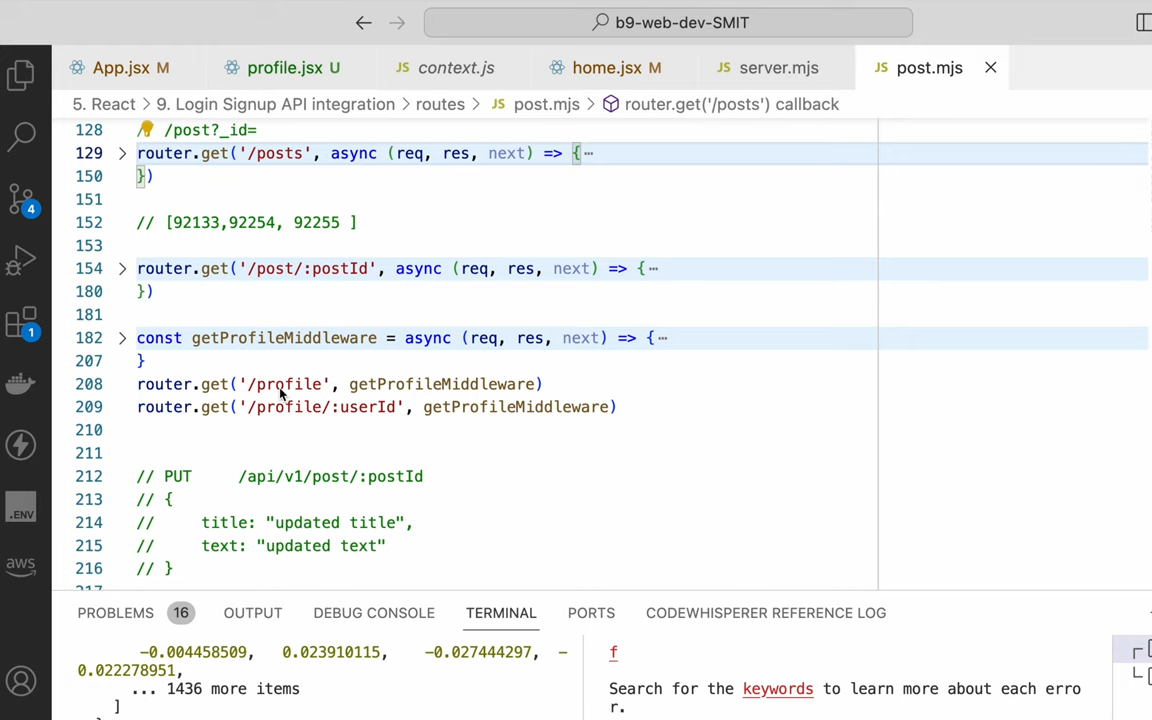 b9-web-dev-SMIT
App.jsx M
profile.jsx U
JS context.js
home.jsx M
JS server.mjs
JS post.mjs
5. React > 9. Login Signup API integration > routes > JS post.mjs > router.get('/posts') callback
128 / /post?_id=
129 router.get('/posts', async (req, res, next) => {
150 })
151
152 // [92133,92254, 92255 ]
153
154 router.get('/post/:postId', async (req, res, next) => {
180 })
181
182 const getProfileMiddleware = async (req, res, next) => {
207 }
208 router.get('/profile', getProfileMiddleware)
209 router.get('/profile/:userId', getProfileMiddleware)
210
211
212 // PUT /api/v1/post/:postId
213 // {
214 // title: "updated title",
215 // text: "updated text"
216 // }
4
1
.ENV
aws
PROBLEMS 16 OUTPUT DEBUG CONSOLE TERMINAL PORTS CODEWHISPERER REFERENCE LOG
-0.004458509, 0.023910115, -0.027444297, -
0.022278951,
... 1436 more items
]
f
Search for the keywords to learn more about each erro
r.